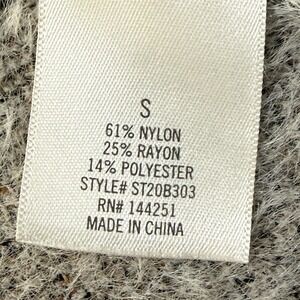 S
61% NYLON
25% RAYON
14% POLYESTER
STYLE# ST20B303
RN# 144251
MADE IN CHINA